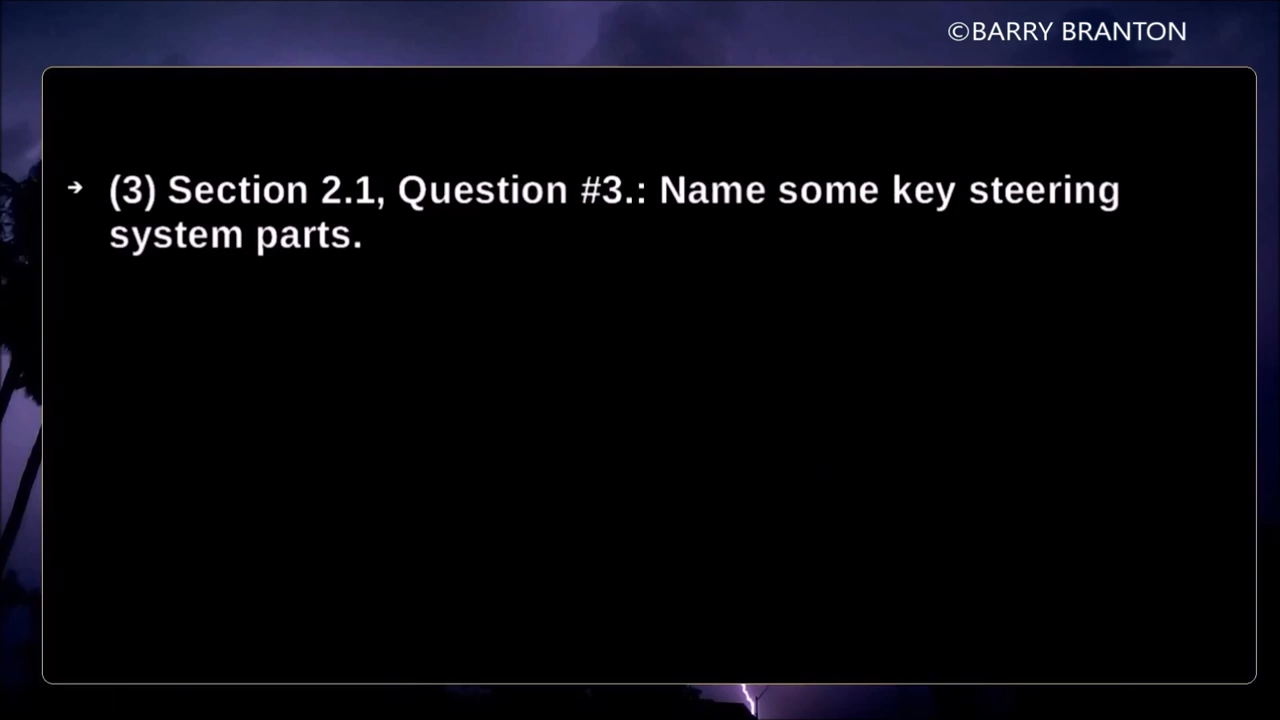 ©BARRY BRANTON
➔ (3) Section 2.1, Question #3.: Name some key steering
system parts.